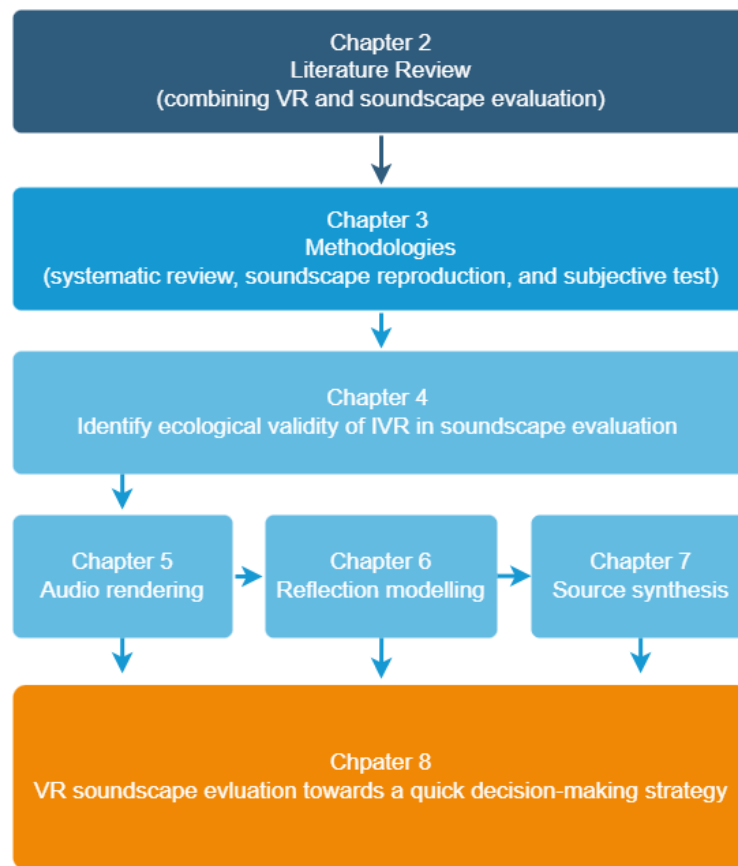 Chapter 2
Literature Review
(combining VR and soundscape evaluation)
Chapter 3
Methodologies
(systematic review, soundscape reproduction, and subjective test)
Chapter 4
Identify ecological validity of IVR in soundscape evaluation
Chapter 5
Audio rendering
Chapter 6
Reflection modelling
Chapter 7
Source synthesis
Chpater 8
VR soundscape evluation towards a quick decision-making strategy